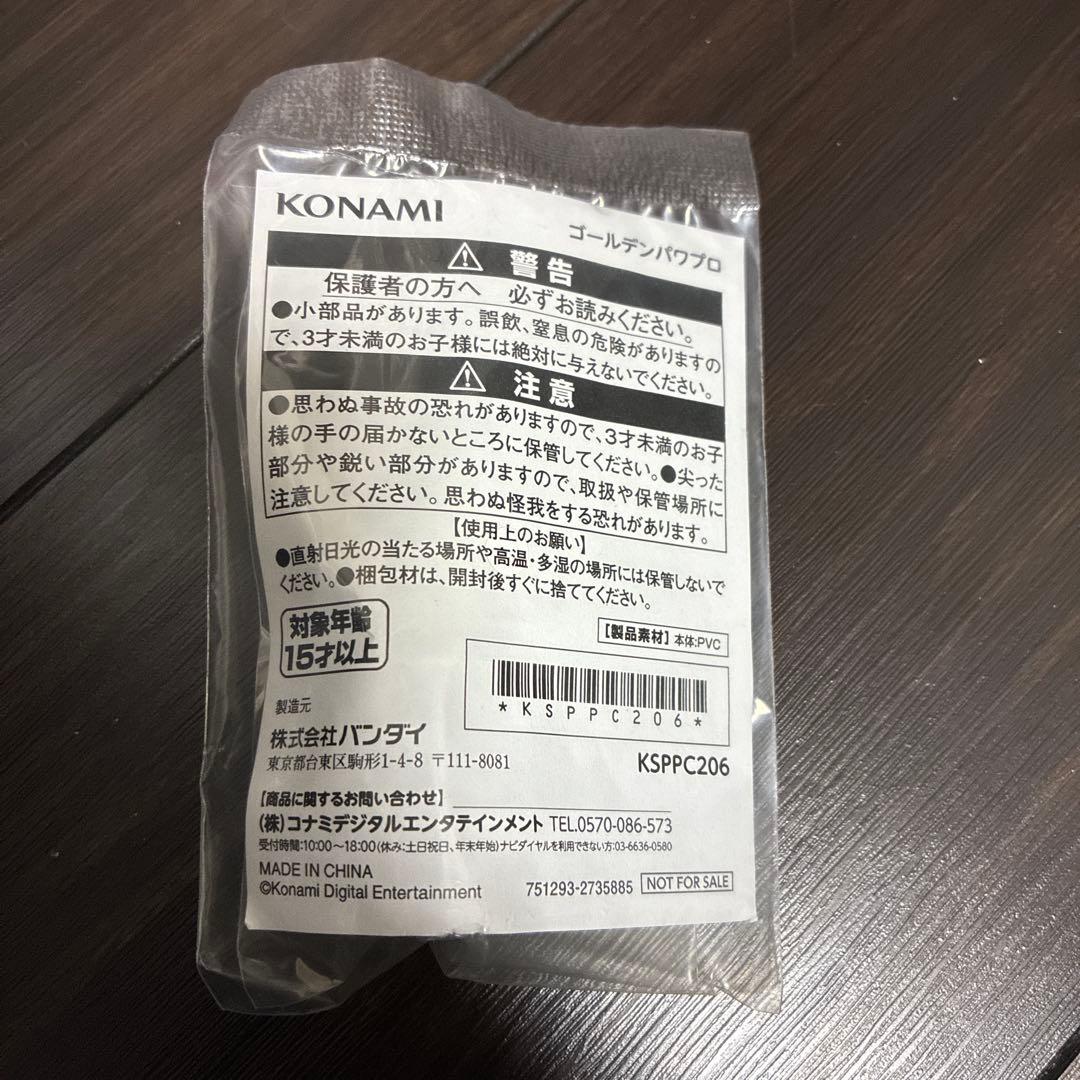 KONAMI
ゴールデンパワプロ
警告
保護者の方へ 必ずお読みください。
●小部品があります。誤飲、窒息の危険がありますの
で、3才未満のお子様には絶対に与えないでください。
注意
●思わぬ事故の恐れがありますので、3才未満のお子
様の手の届かないところに保管してください。●尖った
部分や鋭い部分がありますので、取扱や保管場所に
注意してください。思わぬ怪我をする恐れがあります。
【使用上のお願い】
●直射日光の当たる場所や高温・多湿の場所には保管しないで
ください。●梱包材は、開封後すぐに捨ててください。
対象年齢
15才以上
【製品素材】本体:PVC
*KSPPC206*
KSPPC206
製造元
株式会社バンダイ
東京都台東区駒形1-4-8 〒111-8081
【商品に関するお問い合わせ】
(株)コナミデジタルエンタテインメント TEL.0570-086-573
受付時間:10:00～18:00(休み:土日祝日、年末年始)ナビダイヤルを利用できない方:03-6636-0580
MADE IN CHINA
©Konami Digital Entertainment
751293-2735885 NOT FOR SALE